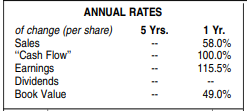 ANNUAL RATES
of change (per share) 5 Yrs. 1 Yr.
Sales -- 58.0%
"Cash Flow" -- 100.0%
Earnings -- 115.5%
Dividends -- --
Book Value -- 49.0%